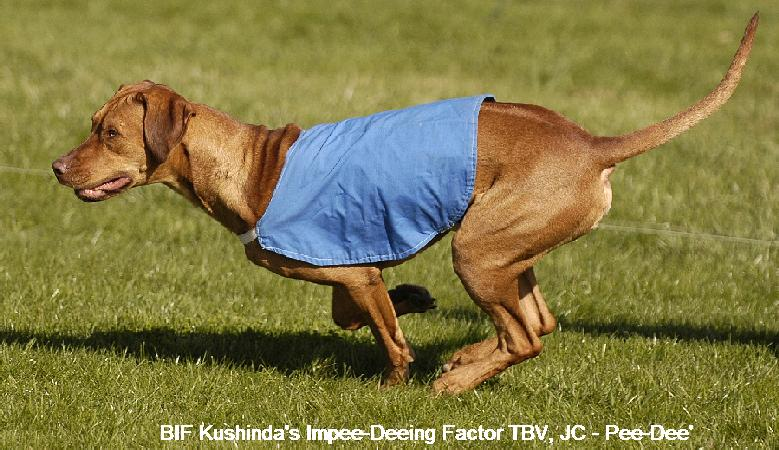 BIF Kushinda's Impee-Deeing Factor TBV, JC - Pee-Dee'